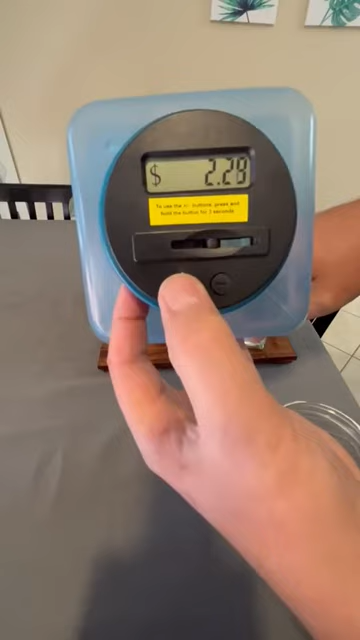 $ 2.28
To use the +/- buttons, press and
hold the button for 3 seconds